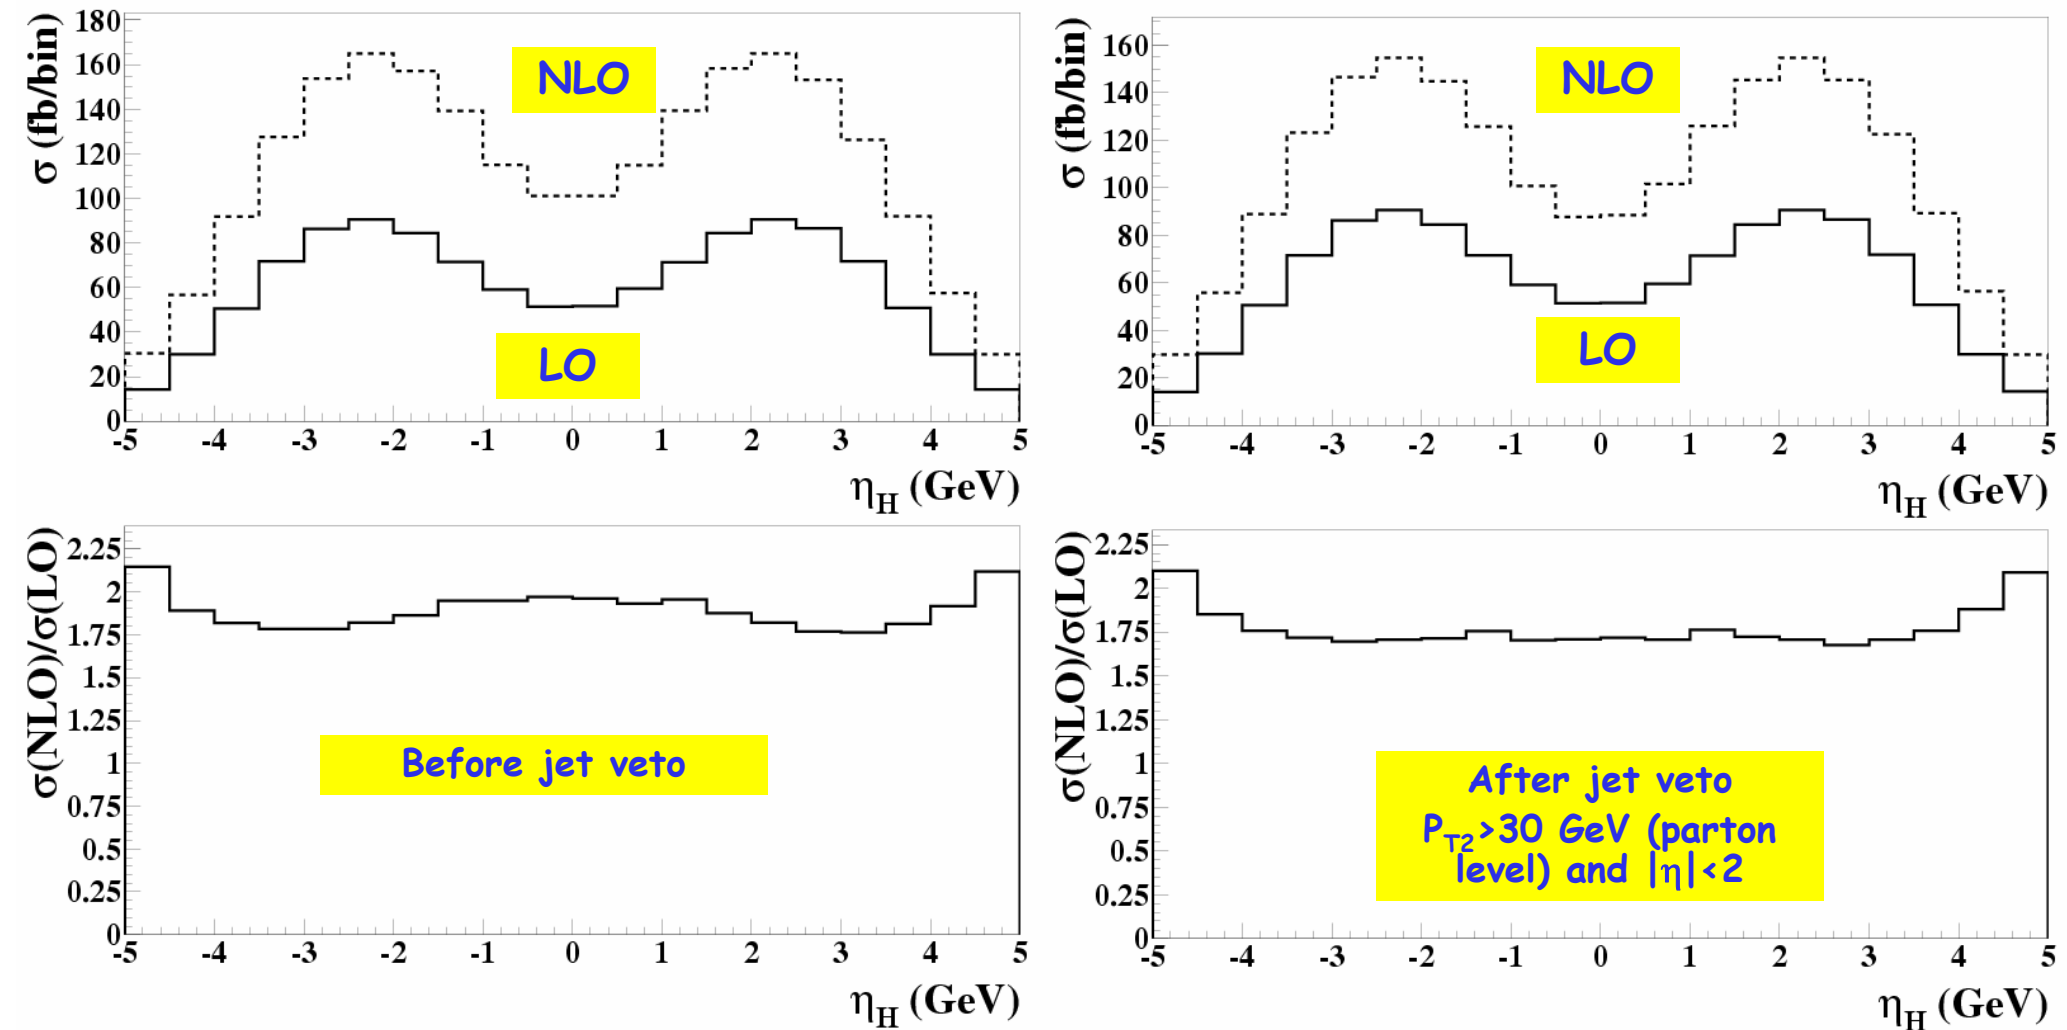 σ (fb/bin)
180
160
140
120
100
80
60
40
20
0
NLO
LO
-5 -4 -3 -2 -1 0 1 2 3 4 5
η_H (GeV)
σ (fb/bin)
160
140
120
100
80
60
40
20
0
NLO
LO
-5 -4 -3 -2 -1 0 1 2 3 4 5
η_H (GeV)
σ(NLO)/σ(LO)
2.25
2
1.75
1.5
1.25
1
0.75
0.5
0.25
0
Before jet veto
-5 -4 -3 -2 -1 0 1 2 3 4 5
η_H (GeV)
σ(NLO)/σ(LO)
2.25
2
1.75
1.5
1.25
1
0.75
0.5
0.25
0
After jet veto
P_T2>30 GeV (parton
level) and |η|<2
-5 -4 -3 -2 -1 0 1 2 3 4 5
η_H (GeV)